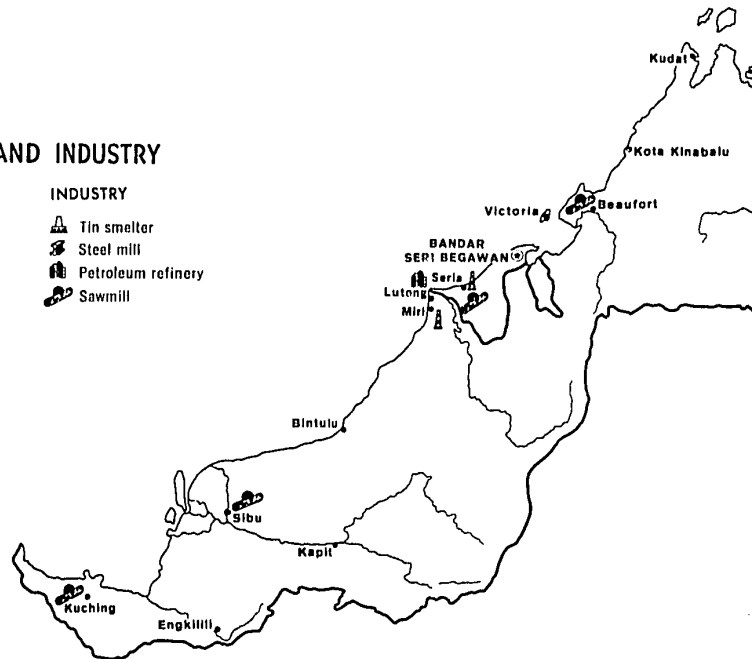 AND INDUSTRY
INDUSTRY
Tin smelter
Steel mill
Petroleum refinery
Sawmill
Kudat
Kota Kinabalu
Victoria
Beaufort
BANDAR
SERI BEGAWAN
Seria
Lutong
Miri
Bintulu
Sibu
Kapit
Kuching
Engkilili